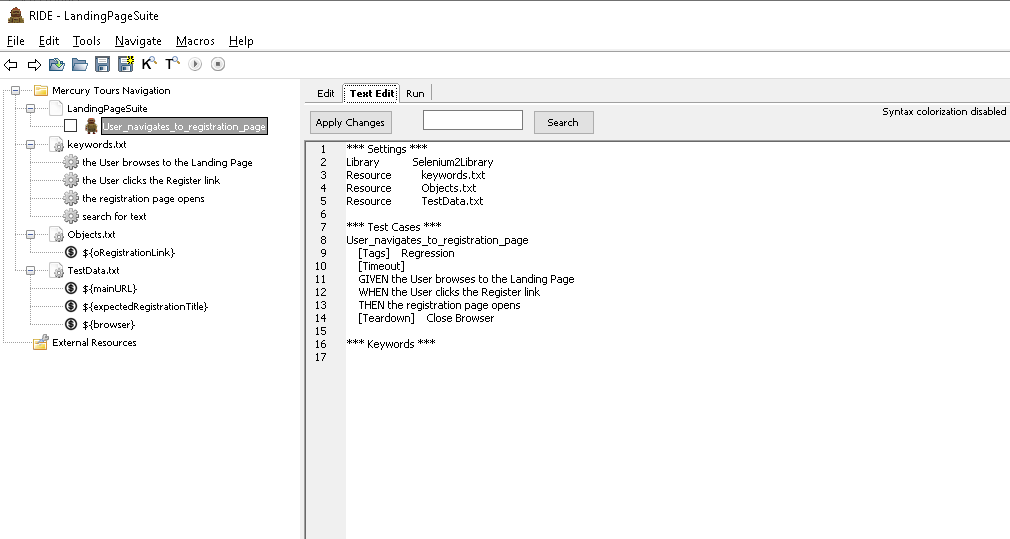 RIDE - LandingPageSuite
File Edit Tools Navigate Macros Help
K T
Mercury Tours Navigation
LandingPageSuite
User_navigates_to_registration_page
keywords.txt
the User browses to the Landing Page
the User clicks the Register link
the registration page opens
search for text
Objects.txt
${oRegistrationLink}
TestData.txt
${mainURL}
${expectedRegistrationTitle}
${browser}
External Resources
Edit Text Edit Run
Apply Changes Search Syntax colorization disabled
1 *** Settings ***
2 Library Selenium2Library
3 Resource keywords.txt
4 Resource Objects.txt
5 Resource TestData.txt
6
7 *** Test Cases ***
8 User_navigates_to_registration_page
9 [Tags] Regression
10 [Timeout]
11 GIVEN the User browses to the Landing Page
12 WHEN the User clicks the Register link
13 THEN the registration page opens
14 [Teardown] Close Browser
15
16 *** Keywords ***
17